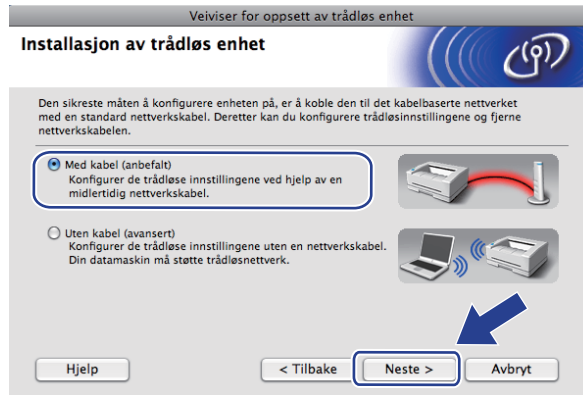 Veiviser for oppsett av trådløs enhet
Installasjon av trådløs enhet
Den sikreste måten å konfigurere enheten på, er å koble den til det kabelbaserte nettverket
med en standard nettverkskabel. Deretter kan du konfigurere trådløsinnstillingene og fjerne
nettverkskabelen.
Med kabel (anbefalt)
Konfigurer de trådløse innstillingene ved hjelp av en
midlertidig nettverkskabel.
Uten kabel (avansert)
Konfigurer de trådløse innstillingene uten en nettverkskabel.
Din datamaskin må støtte trådløsnettverk.
Hjelp
< Tilbake
Neste >
Avbryt